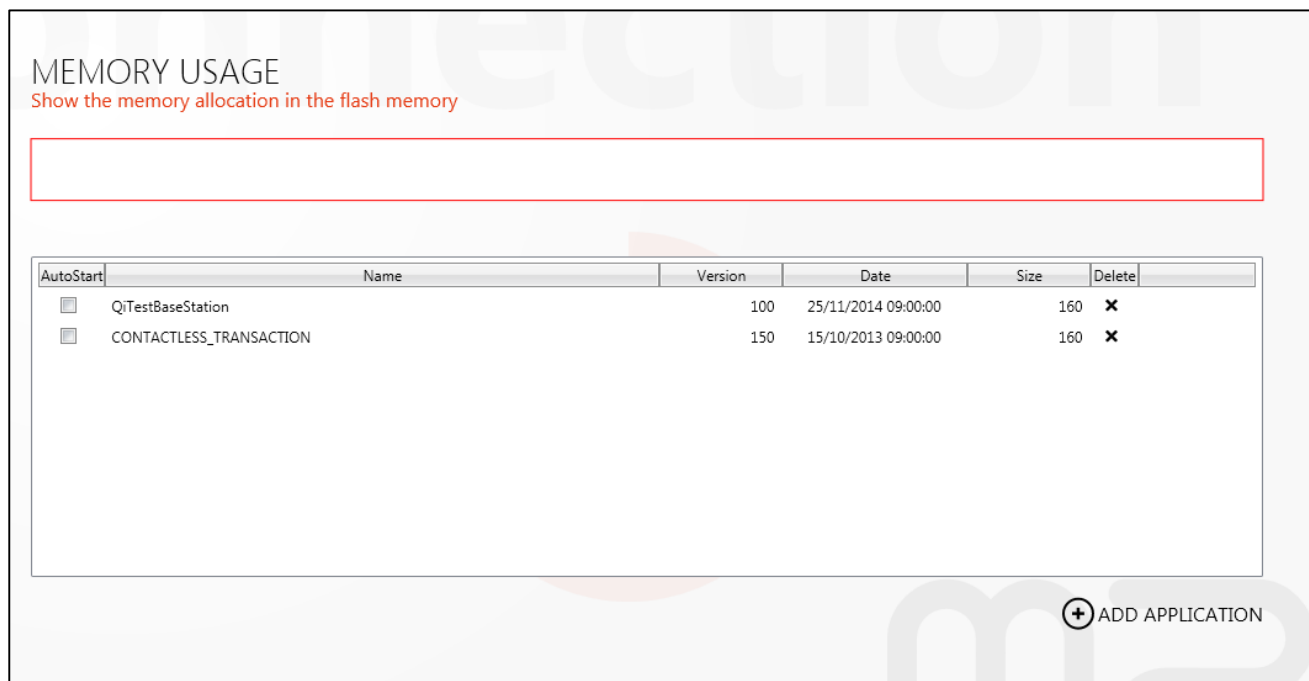 onnection
MEMORY USAGE
Show the memory allocation in the flash memory
AutoStart Name Version Date Size Delete
QiTestBaseStation 100 25/11/2014 09:00:00 160
CONTACTLESS_TRANSACTION 150 15/10/2013 09:00:00 160
ADD APPLICATION